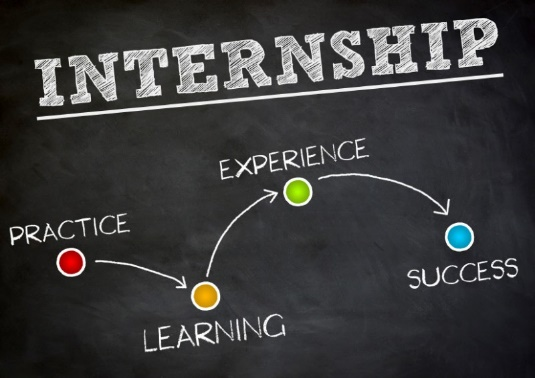 INTERNSHIP
EXPERIENCE
PRACTICE
SUCCESS
LEARNING